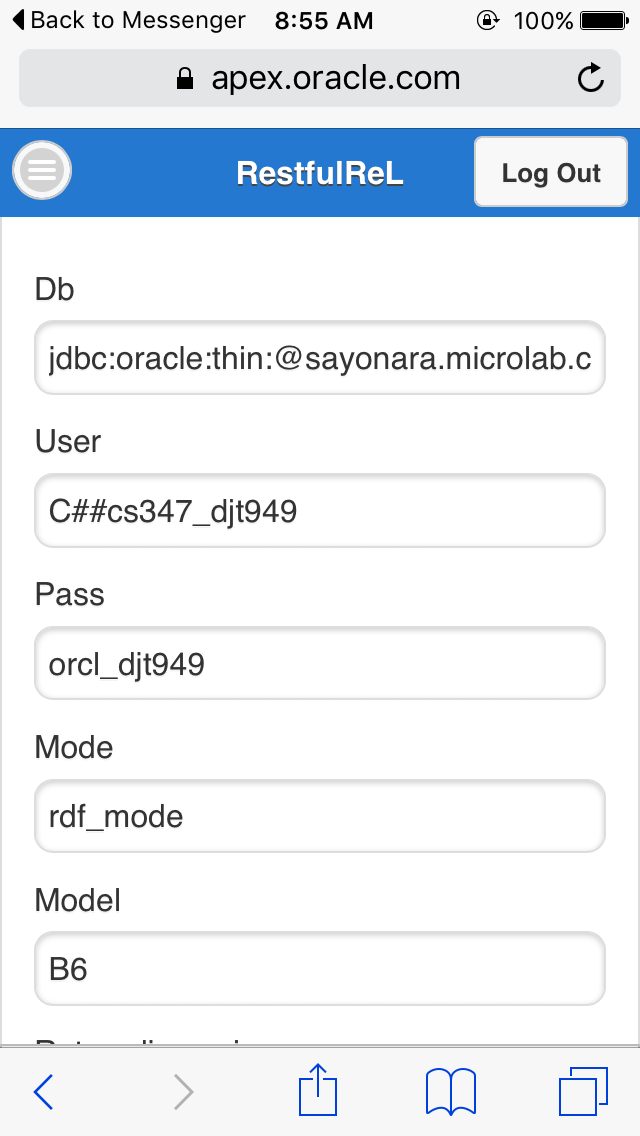 Back to Messenger 8:55 AM 100%
apex.oracle.com
RestfulReL Log Out
Db
jdbc:oracle:thin:@sayonara.microlab.c
User
C##cs347_djt949
Pass
orcl_djt949
Mode
rdf_mode
Model
B6